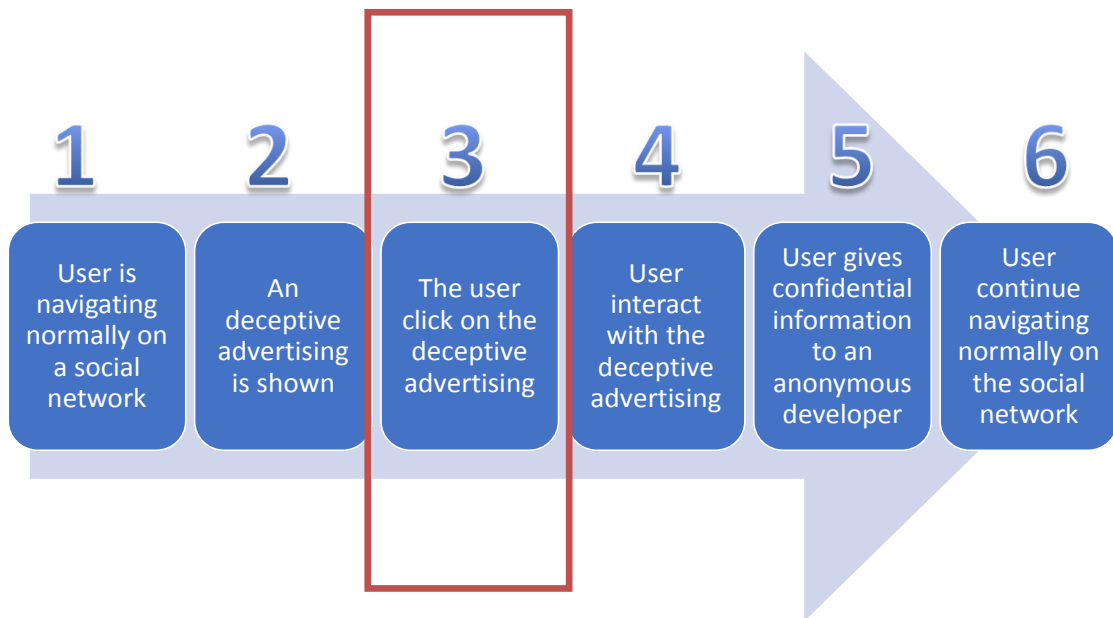 1
User is
navigating
normally on
a social
network
2
An
deceptive
advertising
is shown
3
The user
click on the
deceptive
advertising
4
User
interact
with the
deceptive
advertising
5
User gives
confidential
information
to an
anonymous
developer
6
User
continue
navigating
normally on
the social
network